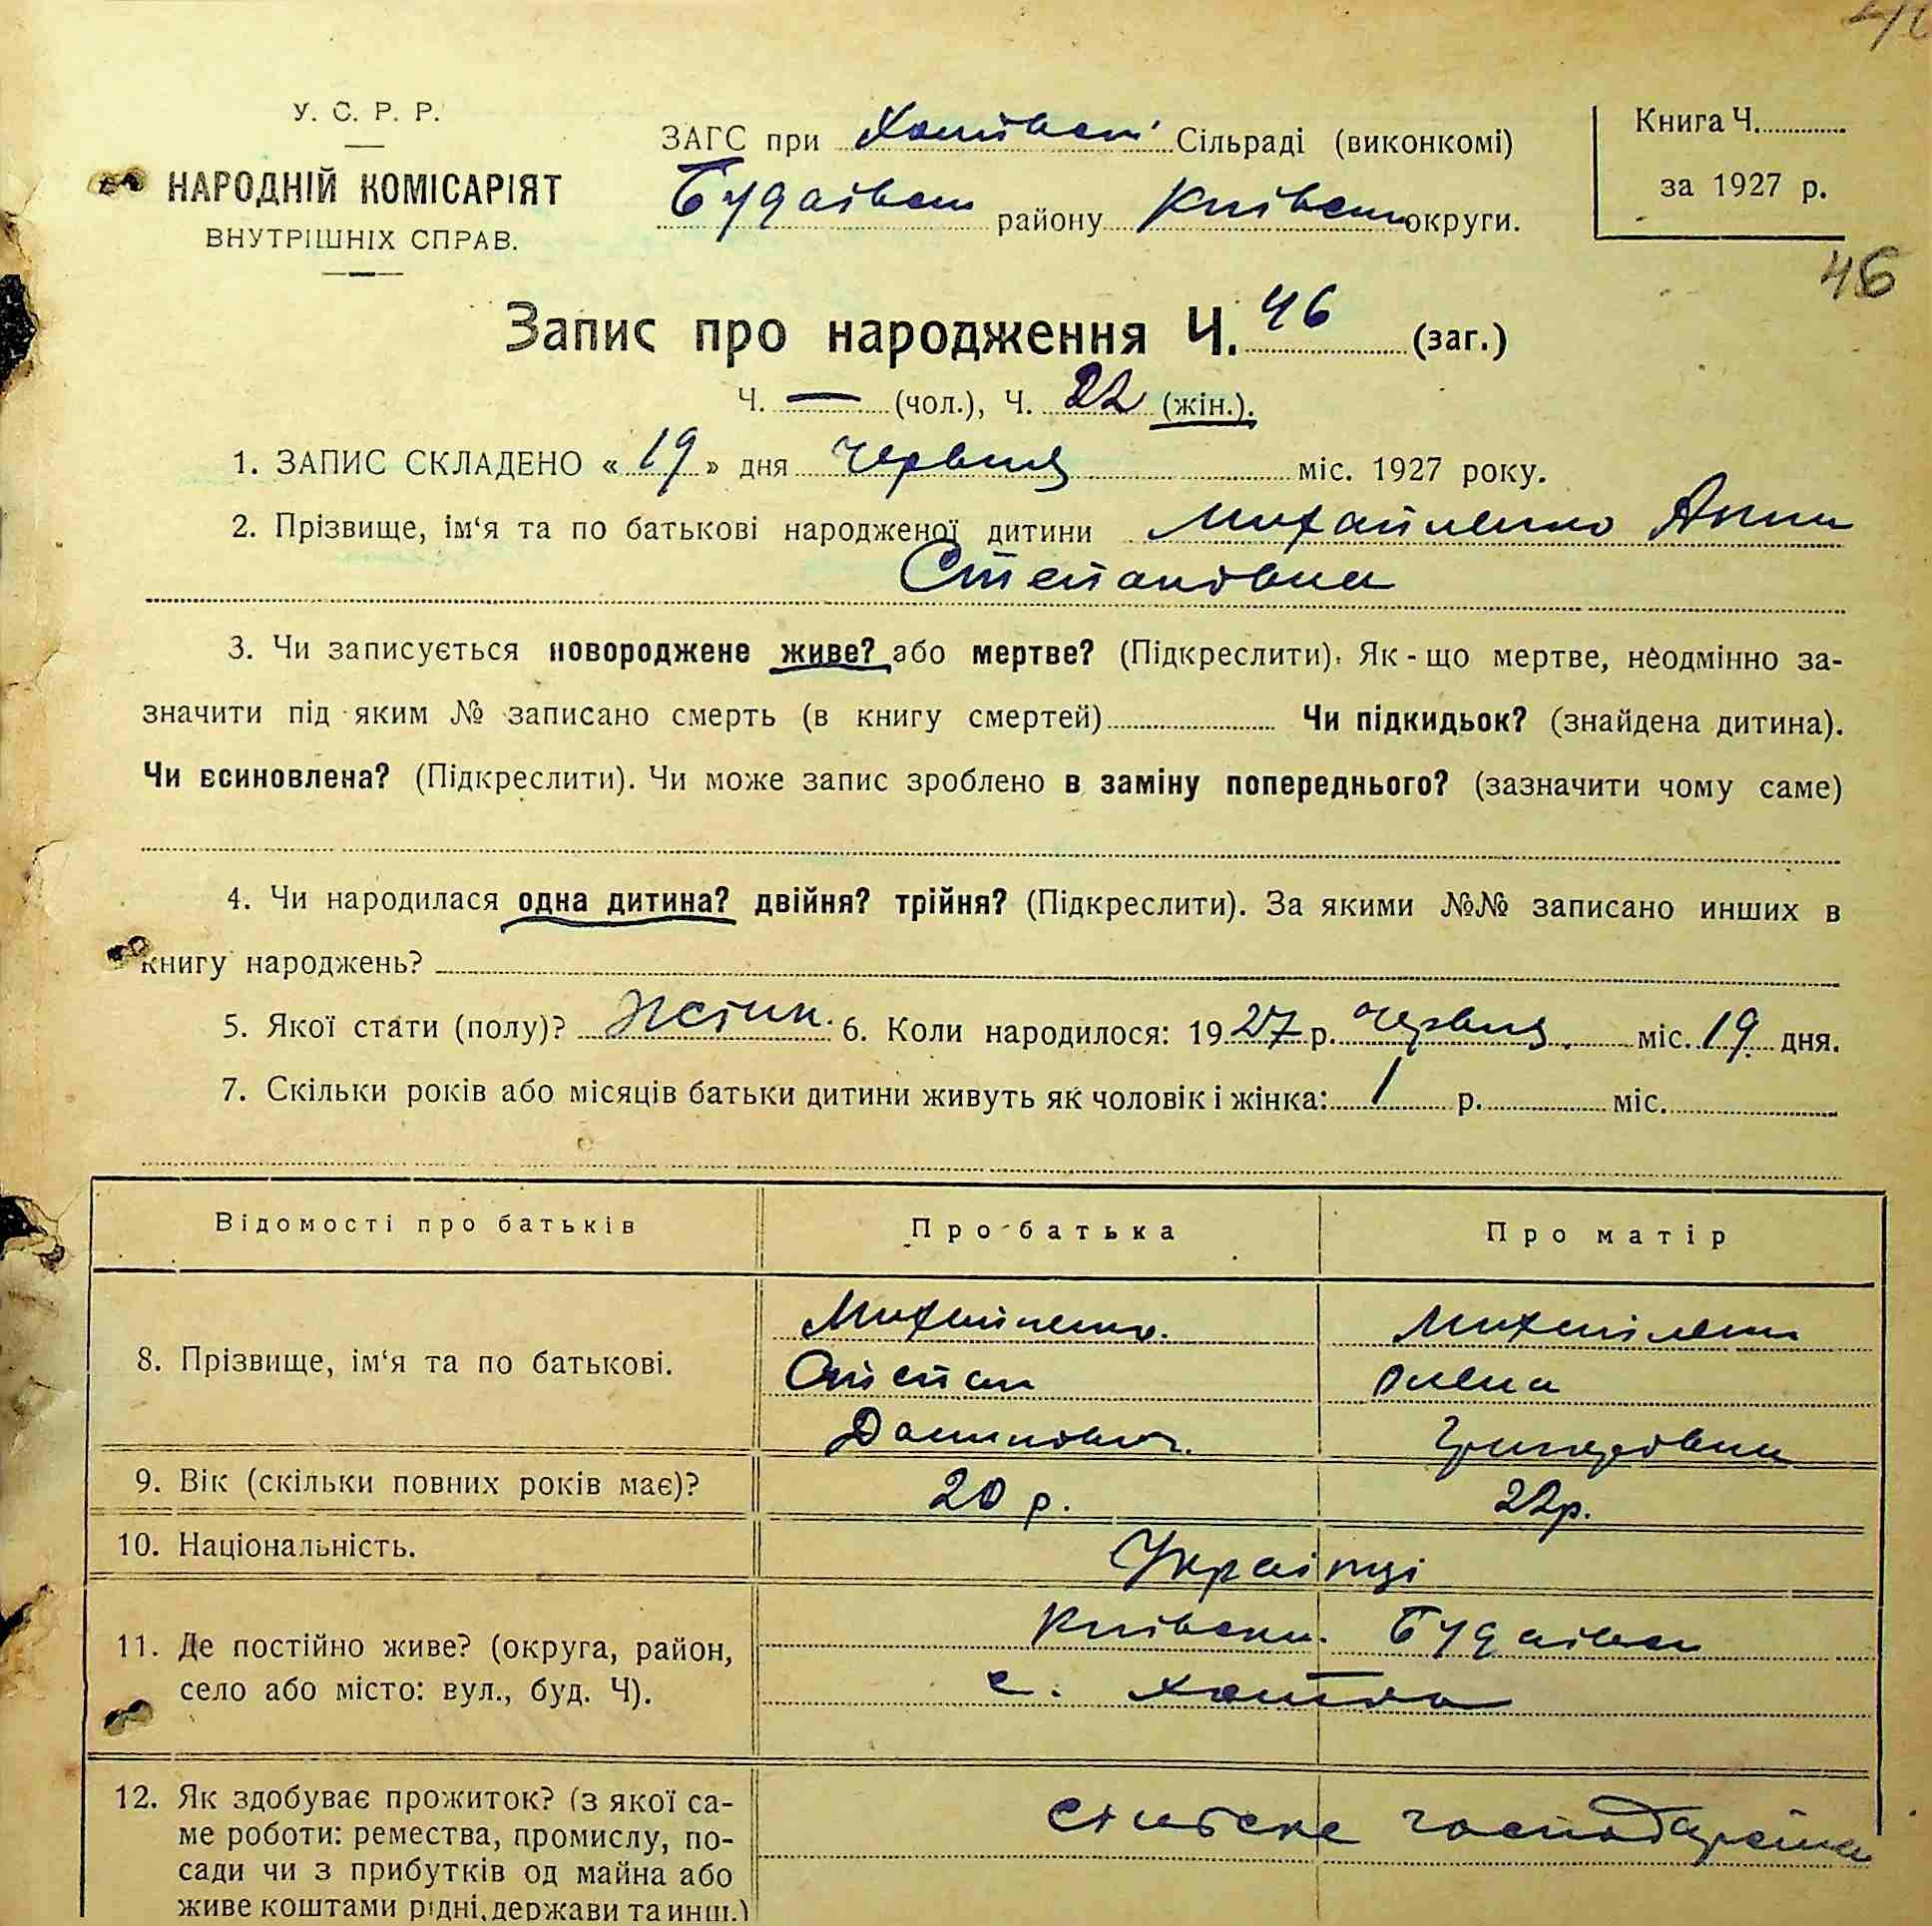 46
У. С. Р. Р.
НАРОДНІЙ КОМІСАРІЯТ
ВНУТРІШНІХ СПРАВ.
ЗАГС при Хотівській Сільраді (виконкомі)
Будаївськ району Київськ округи.
Книга Ч.
за 1927 р.
46
Запис про народження Ч. 46 (заг.)
Ч. — (чол.), Ч. 22 (жін.).
1. ЗАПИС СКЛАДЕНО « 19 » дня червня міс. 1927 року.
2. Прізвище, ім'я та по батькові народженої дитини Михайленко Анна
Степановна
3. Чи записується новороджене живе? або мертве? (Підкреслити). Як-що мертве, неодмінно за-
значити під яким № записано смерть (в книгу смертей) Чи підкидьок? (знайдена дитина).
Чи всиновлена? (Підкреслити). Чи може запис зроблено в заміну попереднього? (зазначити чому саме)
4. Чи народилася одна дитина? двійня? трійня? (Підкреслити). За якими №№ записано инших в
книгу народжень?
5. Якої стати (полу)? Жіноч. 6. Коли народилося: 1927 р. червня міс. 19 дня.
7. Скільки років або місяців батьки дитини живуть як чоловік і жінка: 1 р. міс.
Відомості про батьків Про батька Про матір
8. Прізвище, ім'я та по батькові.
Михайленко Михайленко
Степан Олена
Данилович Григоровна
9. Вік (скільки повних років має)? 20 р. 22 р.
10. Національність. Українці
11. Де постійно живе? (округа, район,
село або місто: вул., буд. Ч).
Київськ. Будаївськ
с. Хотів
12. Як здобуває прожиток? (з якої са-
ме роботи: ремества, промислу, по-
сади чи з прибутків од майна або
живе коштами рідні, держави та инш.)
сільське господарство